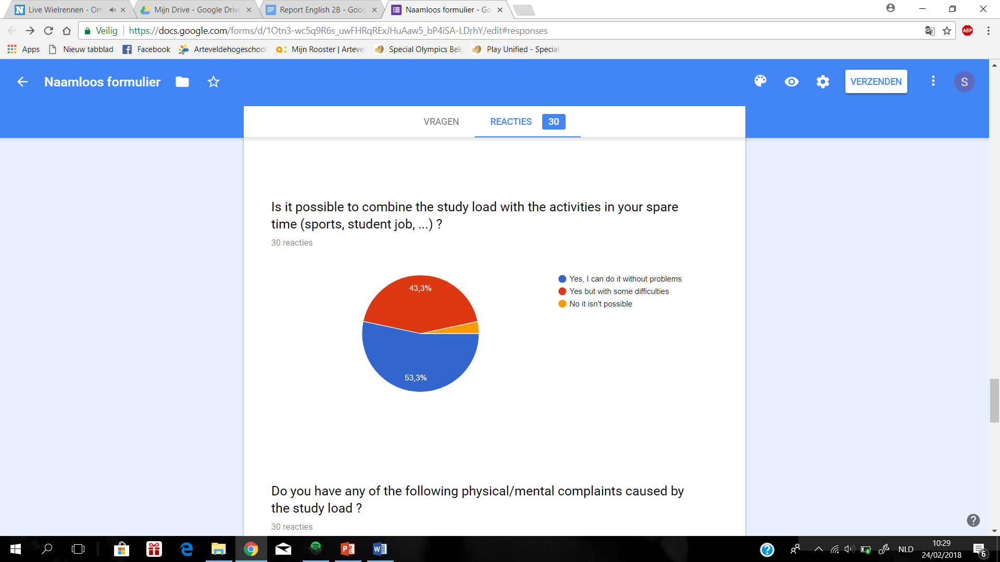 Live Wielrennen - Om
Mijn Drive - Google Drive
Report English 2B - Goog
Naamloos formulier - Go
Veilig
https://docs.google.com/forms/d/1Otn3-wc5q9R6s_uwFHRqRExJHuAaw5_bP4iSA-LDrhY/edit#responses
ABP
Apps
Nieuw tabblad
Facebook
Arteveldehogeschool
Mijn Rooster | Arteve
Special Olympics Belg
Play Unified - Special
Naamloos formulier
VERZENDEN
S
VRAGEN
REACTIES 30
Is it possible to combine the study load with the activities in your spare
time (sports, student job, ...) ?
30 reacties
43,3%
53,3%
Yes, I can do it without problems
Yes but with some difficulties
No it isn't possible
Do you have any of the following physical/mental complaints caused by
the study load ?
30 reacties
NLD
10:29
24/02/2018
6